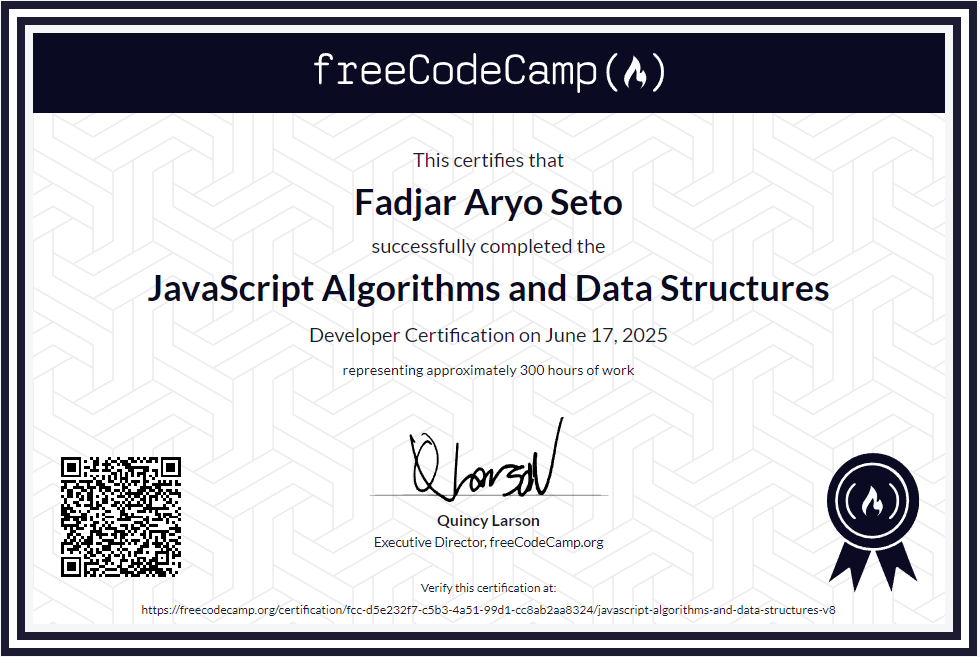 freeCodeCamp
This certifies that
Fadjar Aryo Seto
successfully completed the
JavaScript Algorithms and Data Structures
Developer Certification on June 17, 2025
representing approximately 300 hours of work
Q Larson
Quincy Larson
Executive Director, freeCodeCamp.org
Verify this certification at:
https://freecodecamp.org/certification/fcc-d5e232f7-c5b3-4a51-99d1-cc8ab2aa8324/javascript-algorithms-and-data-structures-v8